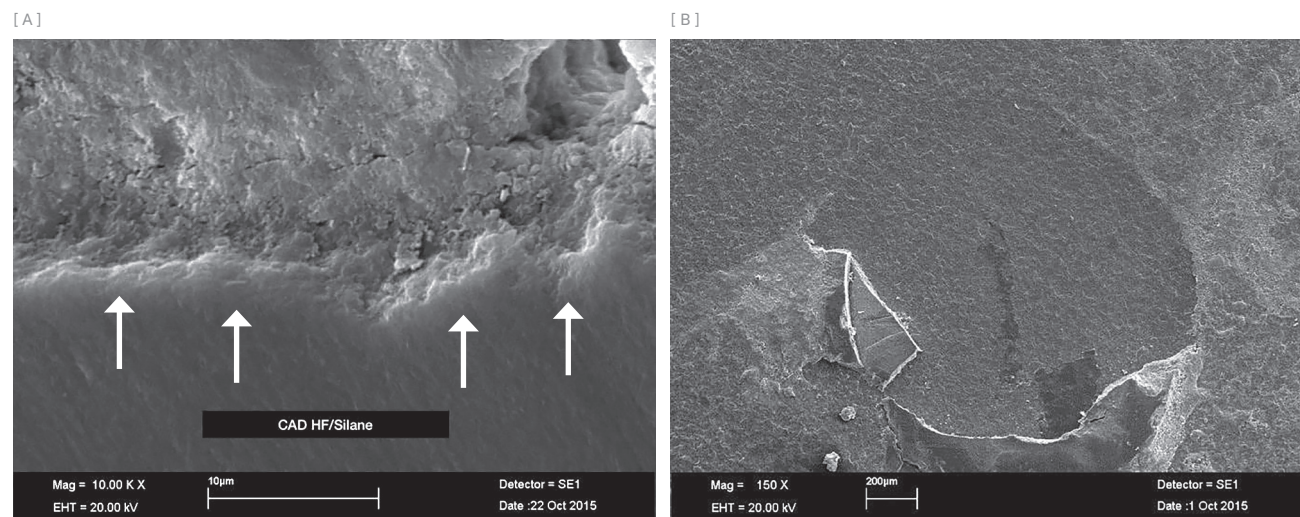 [ A ]
[ B ]
CAD HF/Silane
Mag = 10.00 K X
10µm
Detector = SE1
EHT = 20.00 kV
Date :22 Oct 2015
Mag = 150 X
200µm
Detector = SE1
EHT = 20.00 kV
Date :1 Oct 2015